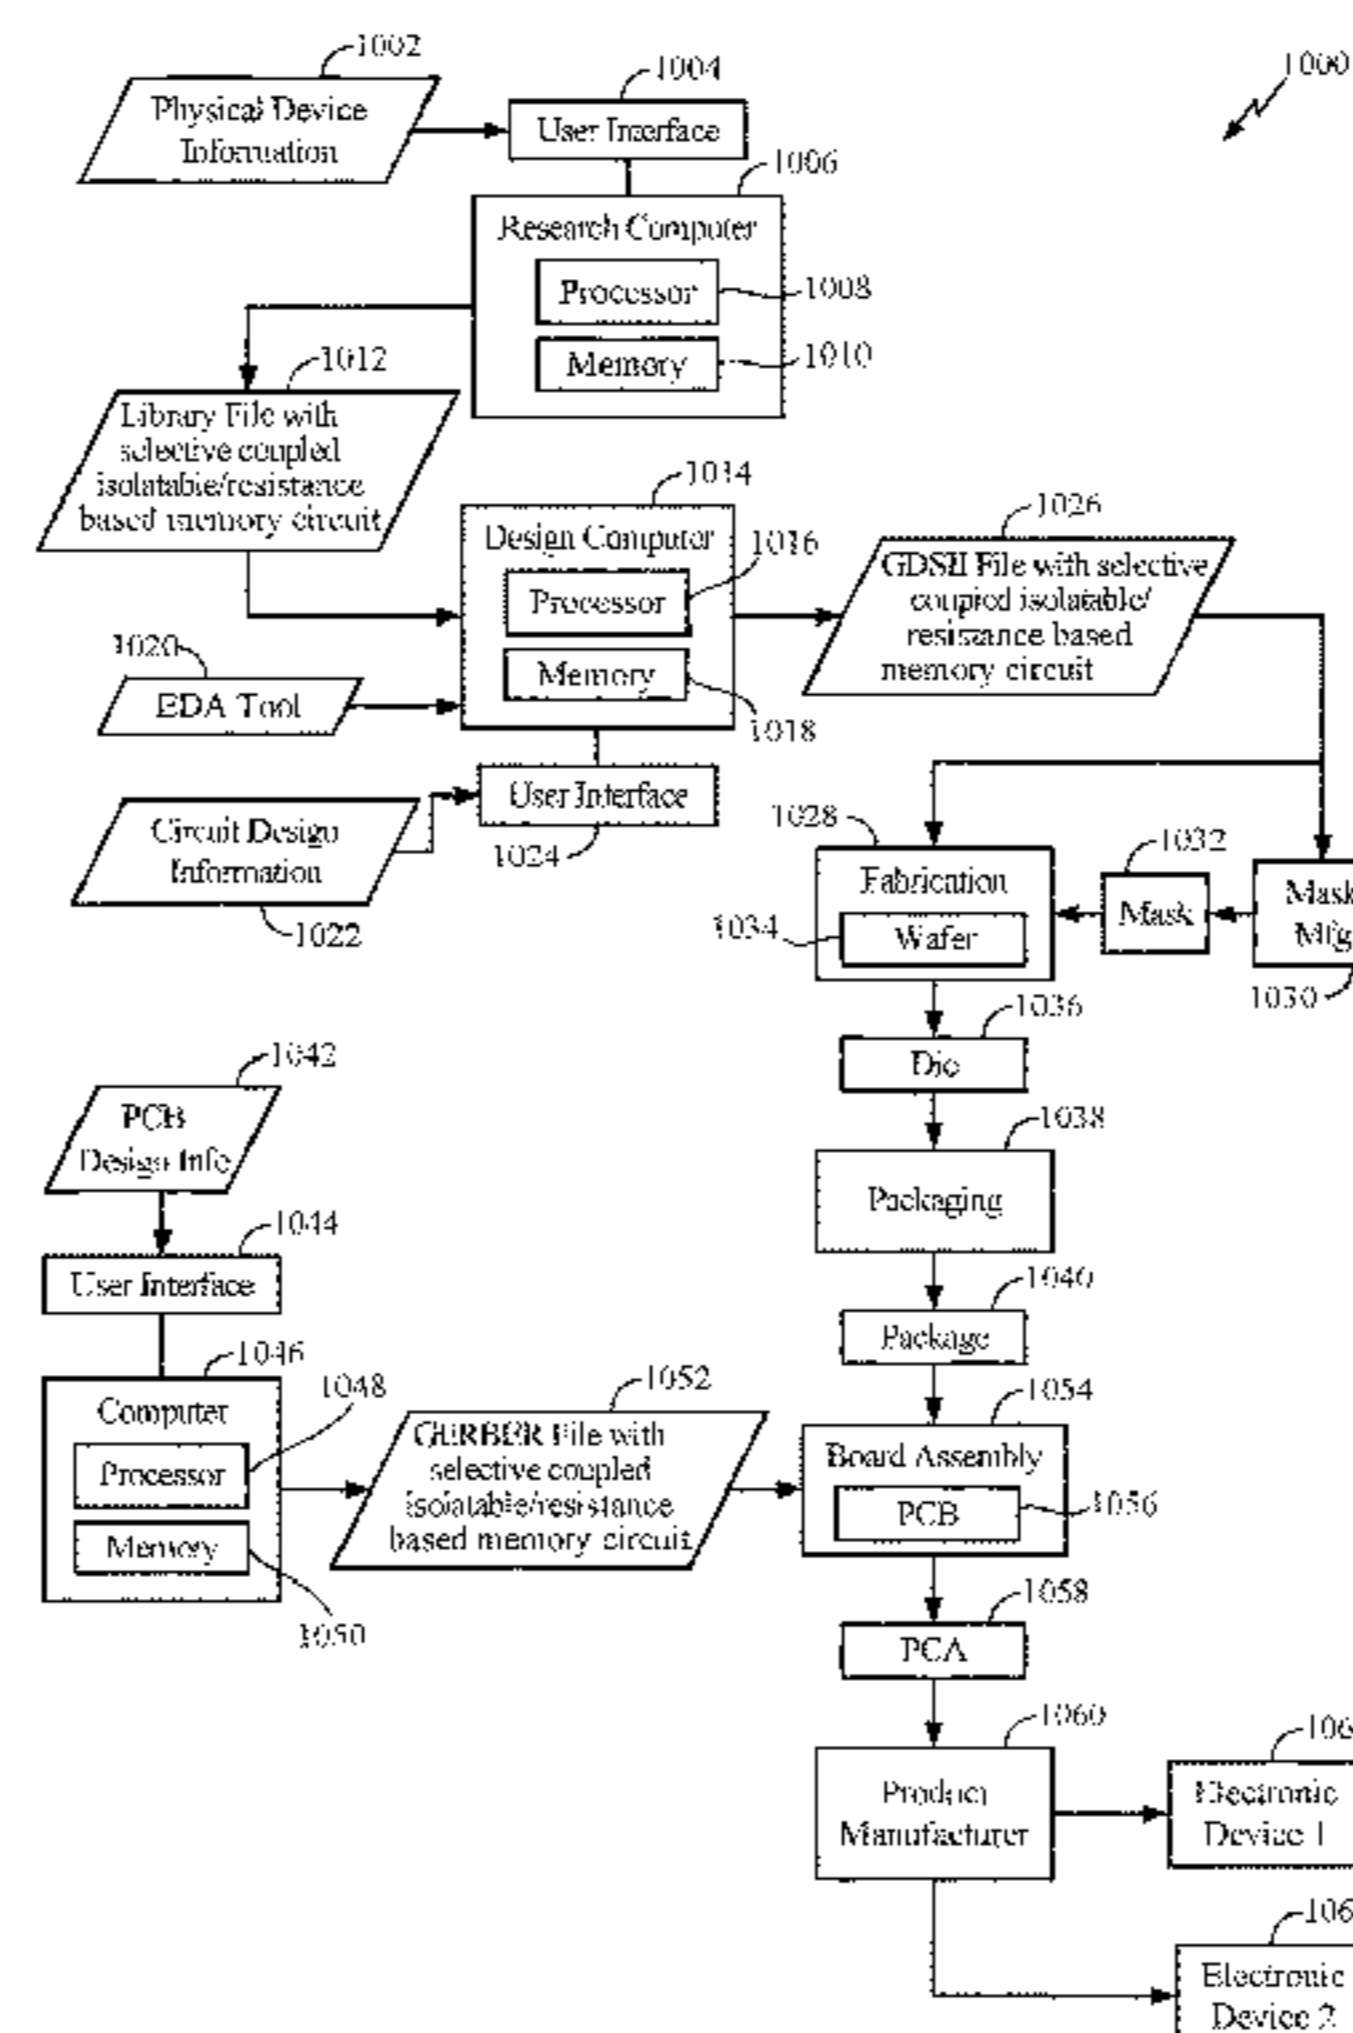 1002
Physical Device
Information
1004
User Interface
1000
1006
Research Computer
Processor
1008
Memory
1010
1012
Library File with
selective coupled
isolatable/resistance
based memory circuit
1014
Design Computer
1016
Processor
Memory
1018
1026
GDSII File with selective
coupled isolatable/
resistance based
memory circuit
1020
EDA Tool
User Interface
1024
Circuit Design
Information
1022
1028
Fabrication
1034
Wafer
1032
Mask
Mask
Mfg
1030
1036
Die
1038
Packaging
1040
Package
1042
PCB
Design Info
1044
User Interface
1046
Computer
1048
Processor
Memory
1050
1052
GERBER File with
selective coupled
isolatable/resistance
based memory circuit
1054
Board Assembly
PCB
1056
1058
PCA
1060
Product
Manufacturer
106
Electronic
Device 1
106
Electronic
Device 2